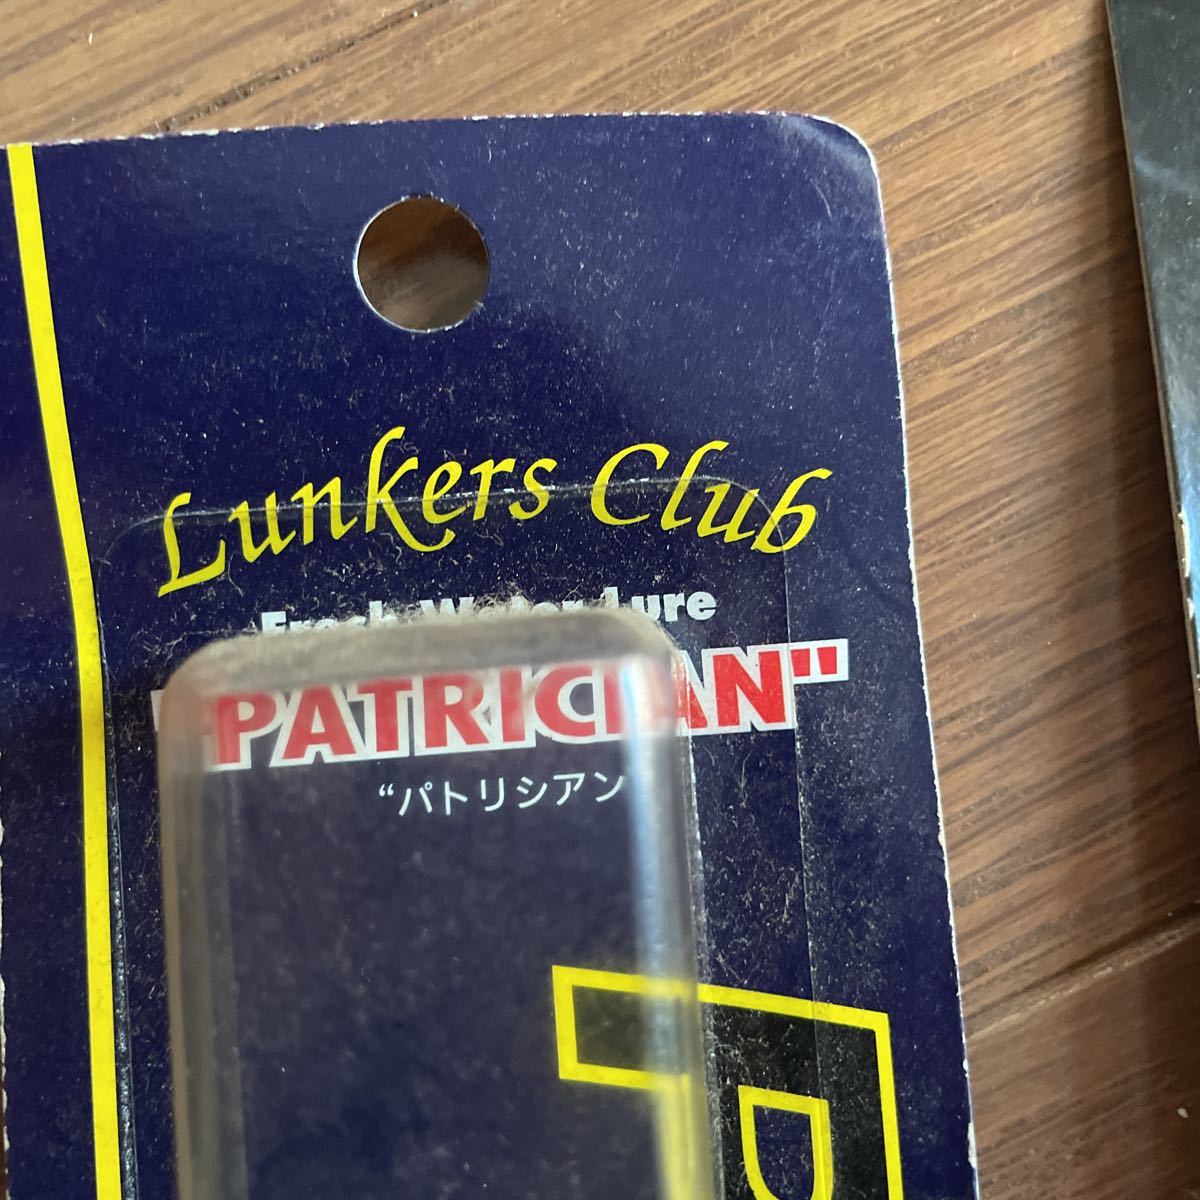 Lunkers Club
Fresh Water Lure
"PATRICIAN"
“パトリシアン